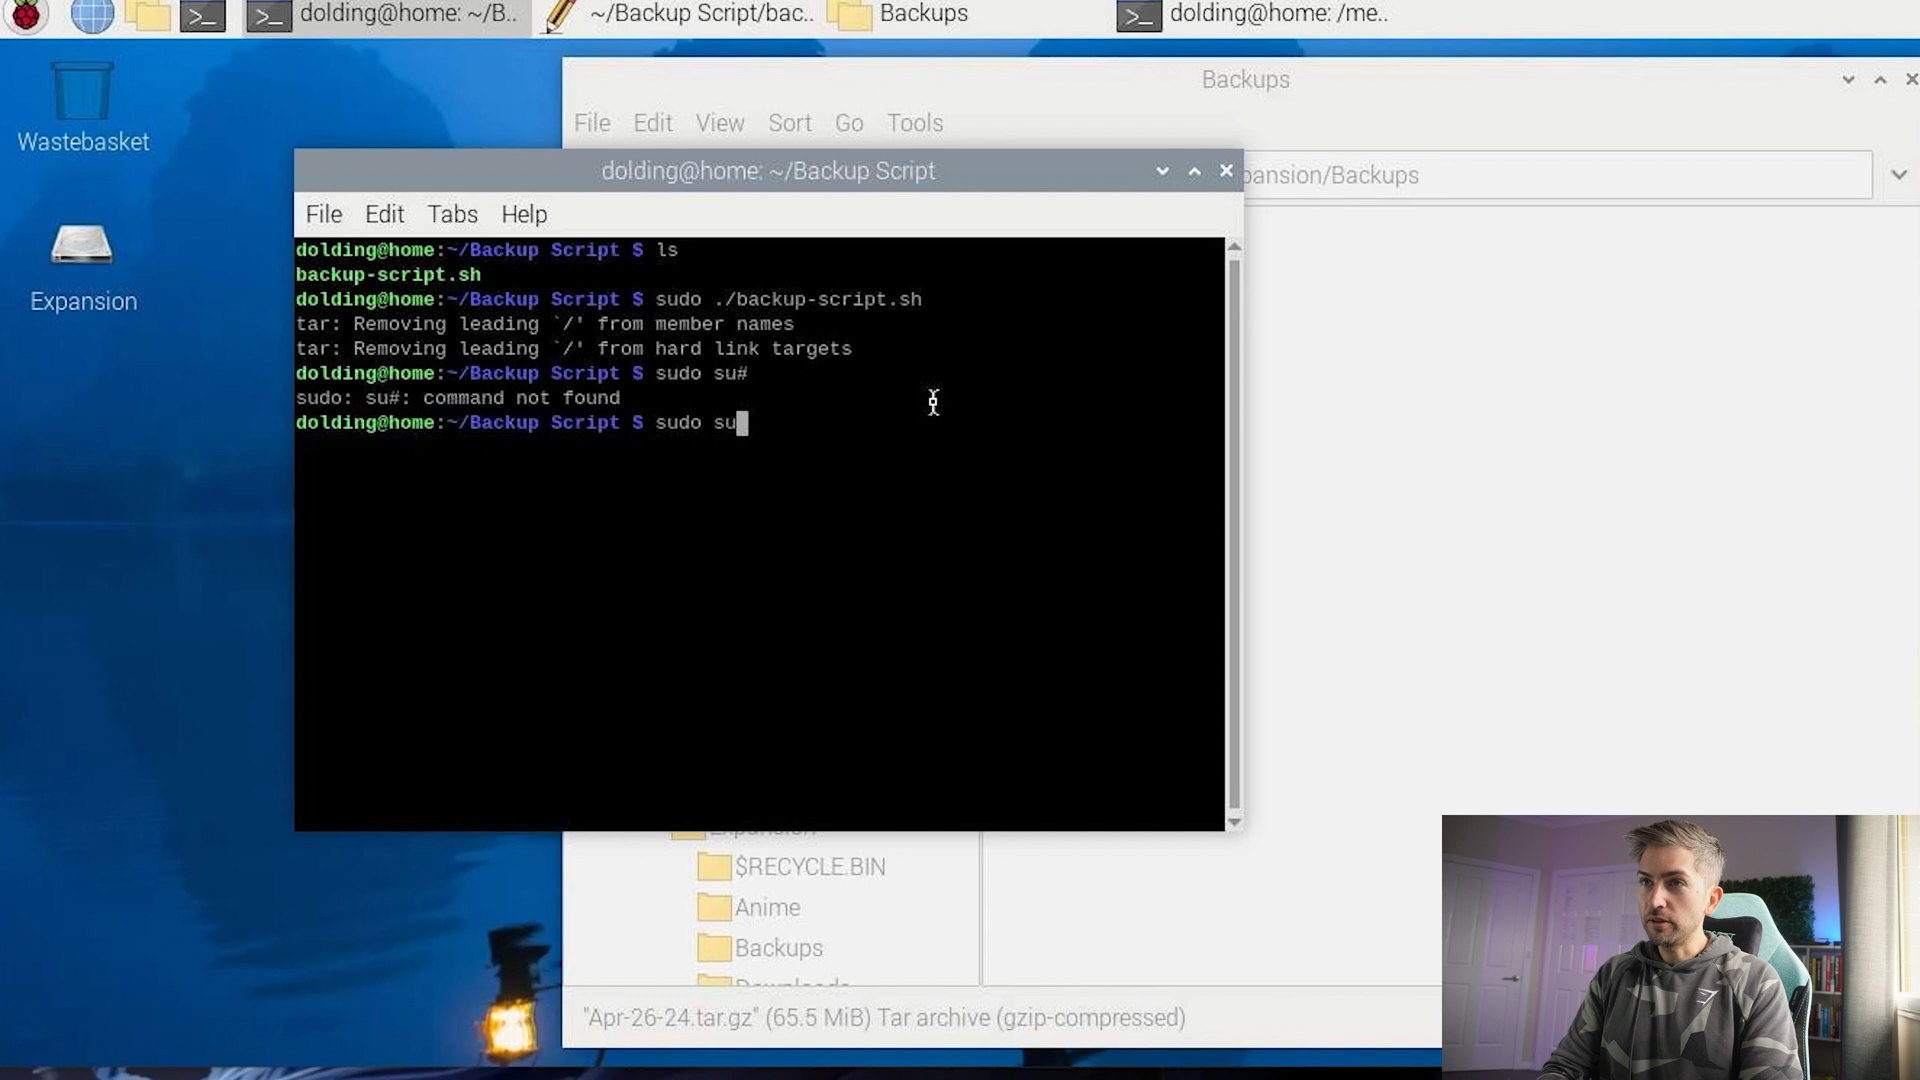 dolding@home: ~/B..
~/Backup Script/bac..
Backups
dolding@home: /me..
Wastebasket
Expansion
Backups
File Edit View Sort Go Tools
pansion/Backups
dolding@home: ~/Backup Script
File Edit Tabs Help
dolding@home:~/Backup Script $ ls
backup-script.sh
dolding@home:~/Backup Script $ sudo ./backup-script.sh
tar: Removing leading `/' from member names
tar: Removing leading `/' from hard link targets
dolding@home:~/Backup Script $ sudo su#
sudo: su#: command not found
dolding@home:~/Backup Script $ sudo su
Expansion
$RECYCLE.BIN
Anime
Backups
Downloads
"Apr-26-24.tar.gz" (65.5 MiB) Tar archive (gzip-compressed)